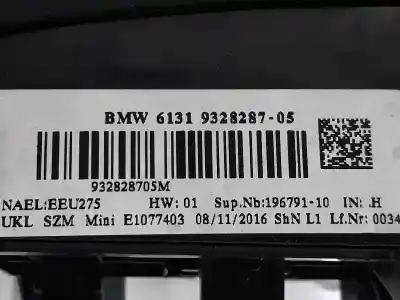 BMW 6131 9328287-05
932828705M
NAEL:EEU275 HW: 01 Sup.Nb:196791-10 IN: .H
UKL SZM Mini E1077403 08/11/2016 ShN L1 Lf.Nr: 0034